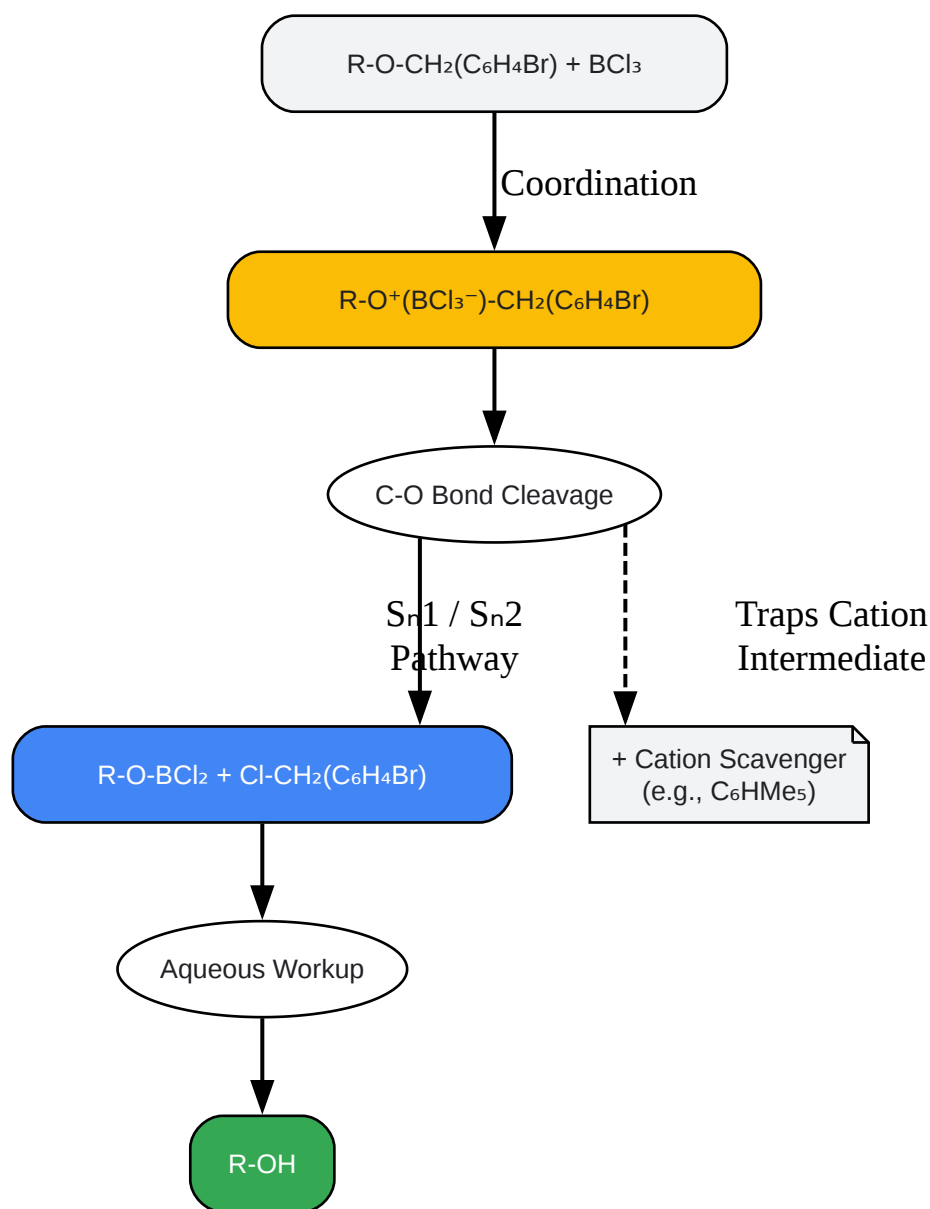 R-O-CH₂(C₆H₄Br) + BCl₃
Coordination
R-O⁺(BCl₃⁻)-CH₂(C₆H₄Br)
C-O Bond Cleavage
Sₙ1 / Sₙ2
Pathway
Traps Cation
Intermediate
R-O-BCl₂ + Cl-CH₂(C₆H₄Br)
+ Cation Scavenger
(e.g., C₆HMe₅)
Aqueous Workup
R-OH